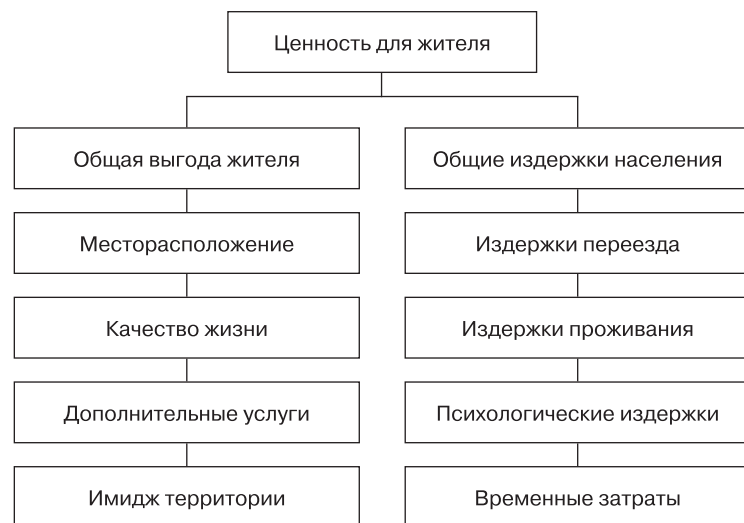 Ценность для жителя
Общая выгода жителя
Общие издержки населения
Месторасположение
Издержки переезда
Качество жизни
Издержки проживания
Дополнительные услуги
Психологические издержки
Имидж территории
Временные затраты